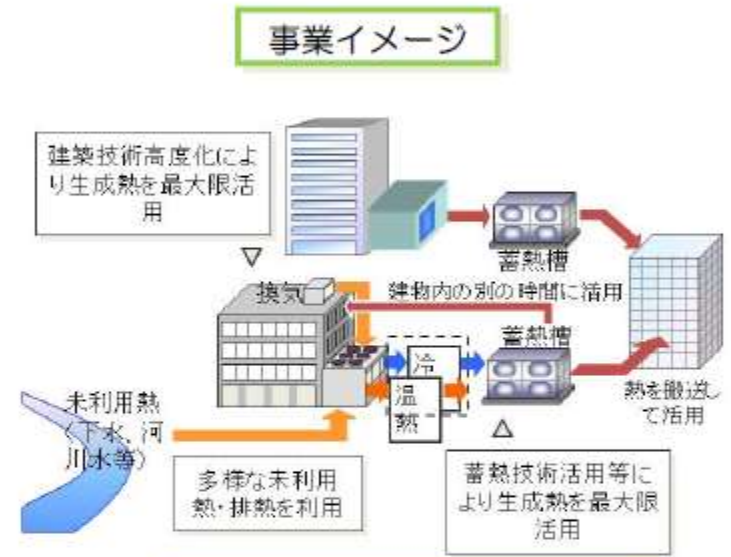 事業イメージ
建築技術高度化によ
り生成熱を最大限活
用
蓄熱槽
換気
建物内の別の時間に活用
蓄熱槽
冷
温
熱
熱を搬送し
て活用
未利用熱
(下水、河
川水等)
多様な未利用
熱・排熱を利用
蓄熱技術活用等に
より生成熱を最大限
活用